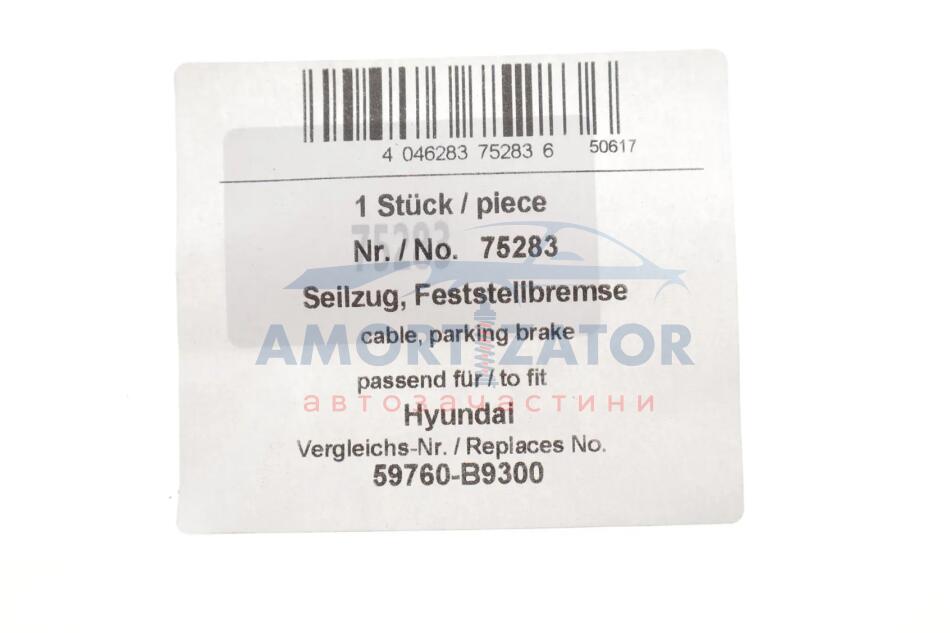 4 046283 752836 50617
1 Stück / piece
Nr. / No. 75283
75283
Seilzug, Feststellbremse
AMORTIZATOR
cable, parking brake
passend für / to fit
автозапчастини
Hyundai
Vergleichs-Nr. / Replaces No.
59760-B9300